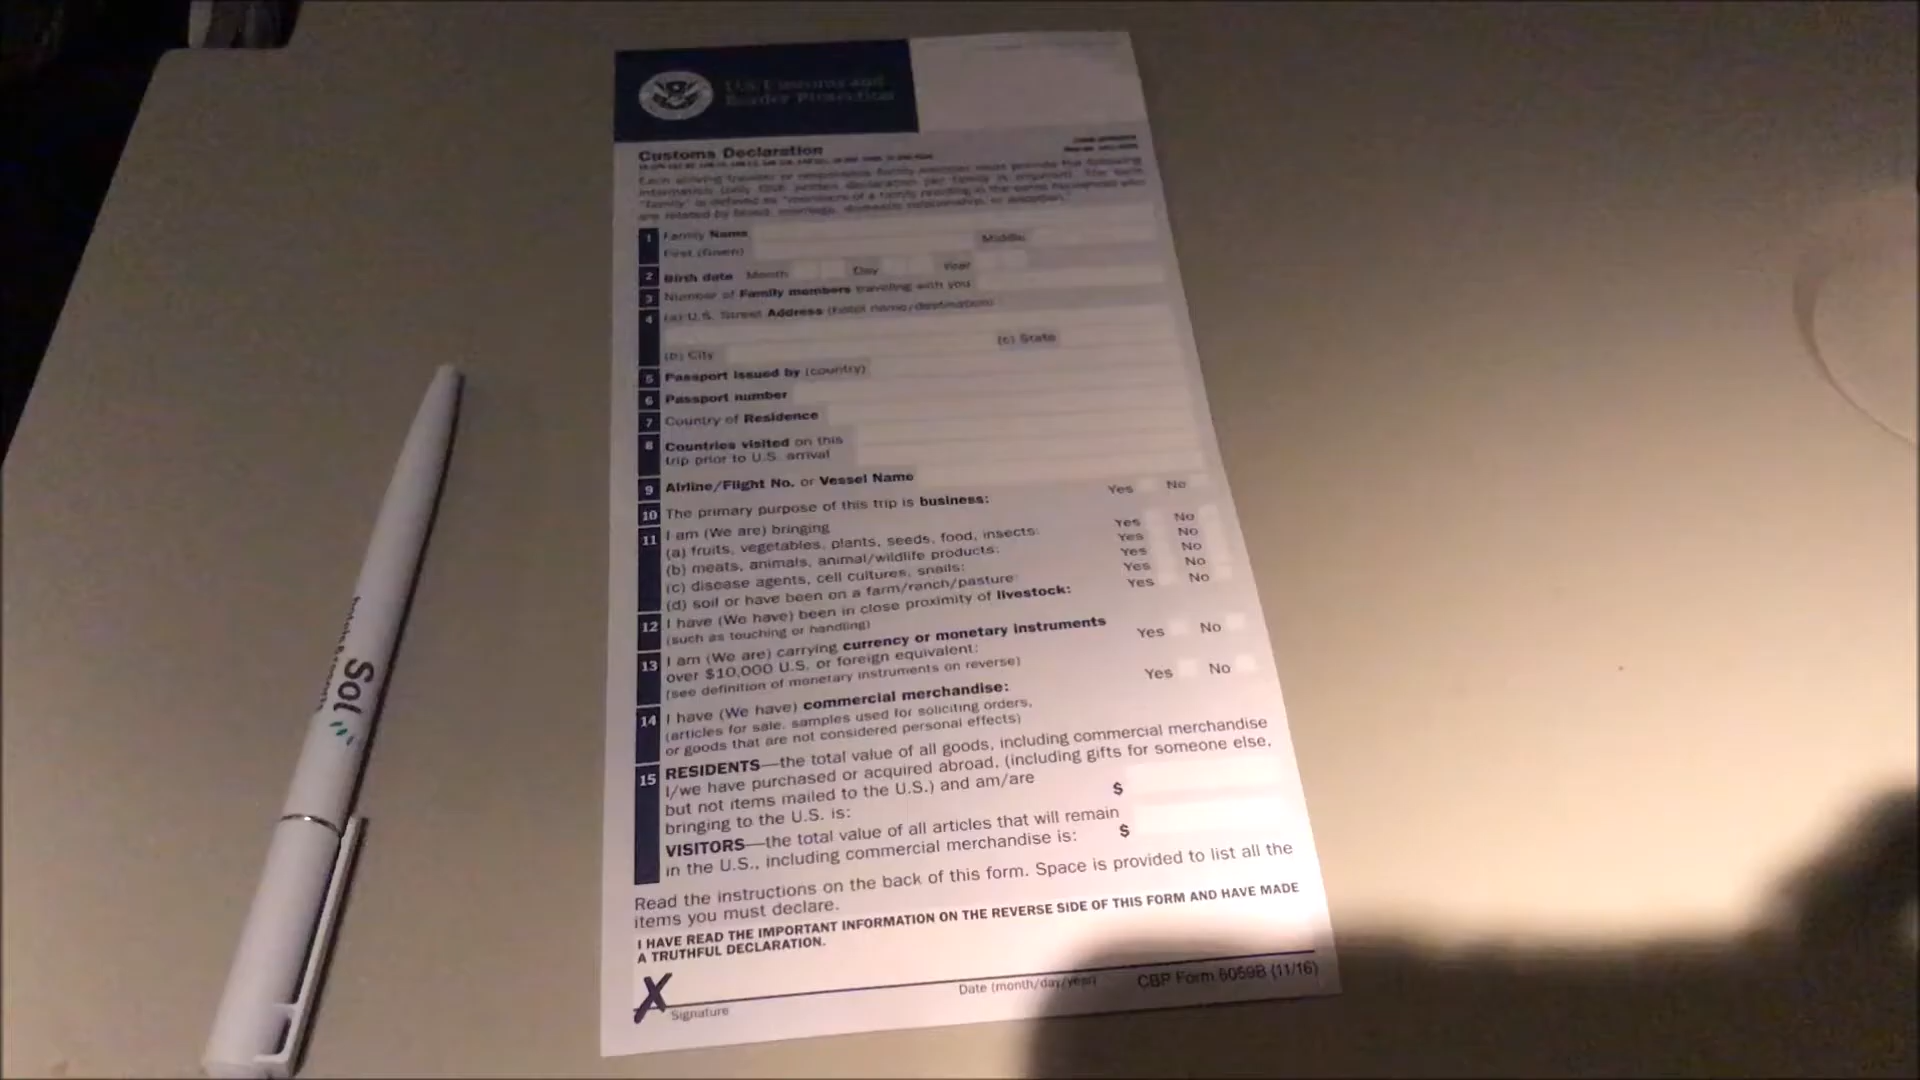 U.S. Customs and
Border Protection
Customs Declaration
Each arriving traveler or responsible family member must provide the following
information (only ONE written declaration per family is required). The term
"family" is defined as "members of a family residing in the same household who
are related by blood, marriage, domestic relationship, or adoption."
1 Family Name
First (Given) Middle
2 Birth date Month Day Year
3 Number of Family members traveling with you
4 (a) U.S. Street Address (hotel name/destination)
(b) City (c) State
5 Passport issued by (country)
6 Passport number
7 Country of Residence
8 Countries visited on this
trip prior to U.S. arrival
9 Airline/Flight No. or Vessel Name
10 The primary purpose of this trip is business: Yes No
11 I am (We are) bringing
(a) fruits, vegetables, plants, seeds, food, insects: Yes No
(b) meats, animals, animal/wildlife products: Yes No
(c) disease agents, cell cultures, snails: Yes No
(d) soil or have been on a farm/ranch/pasture: Yes No
12 I have (We have) been in close proximity of livestock: Yes No
(such as touching or handling)
13 I am (We are) carrying currency or monetary instruments
over $10,000 U.S. or foreign equivalent: Yes No
(see definition of monetary instruments on reverse)
14 I have (We have) commercial merchandise: Yes No
(articles for sale, samples used for soliciting orders,
or goods that are not considered personal effects)
15 RESIDENTS—the total value of all goods, including commercial merchandise
I/we have purchased or acquired abroad, (including gifts for someone else,
but not items mailed to the U.S.) and am/are
bringing to the U.S. is: $
VISITORS—the total value of all articles that will remain
in the U.S., including commercial merchandise is: $
Read the instructions on the back of this form. Space is provided to list all the
items you must declare.
I HAVE READ THE IMPORTANT INFORMATION ON THE REVERSE SIDE OF THIS FORM AND HAVE MADE
A TRUTHFUL DECLARATION.
X
Signature Date (month/day/year) CBP Form 6059B (11/16)
Sol